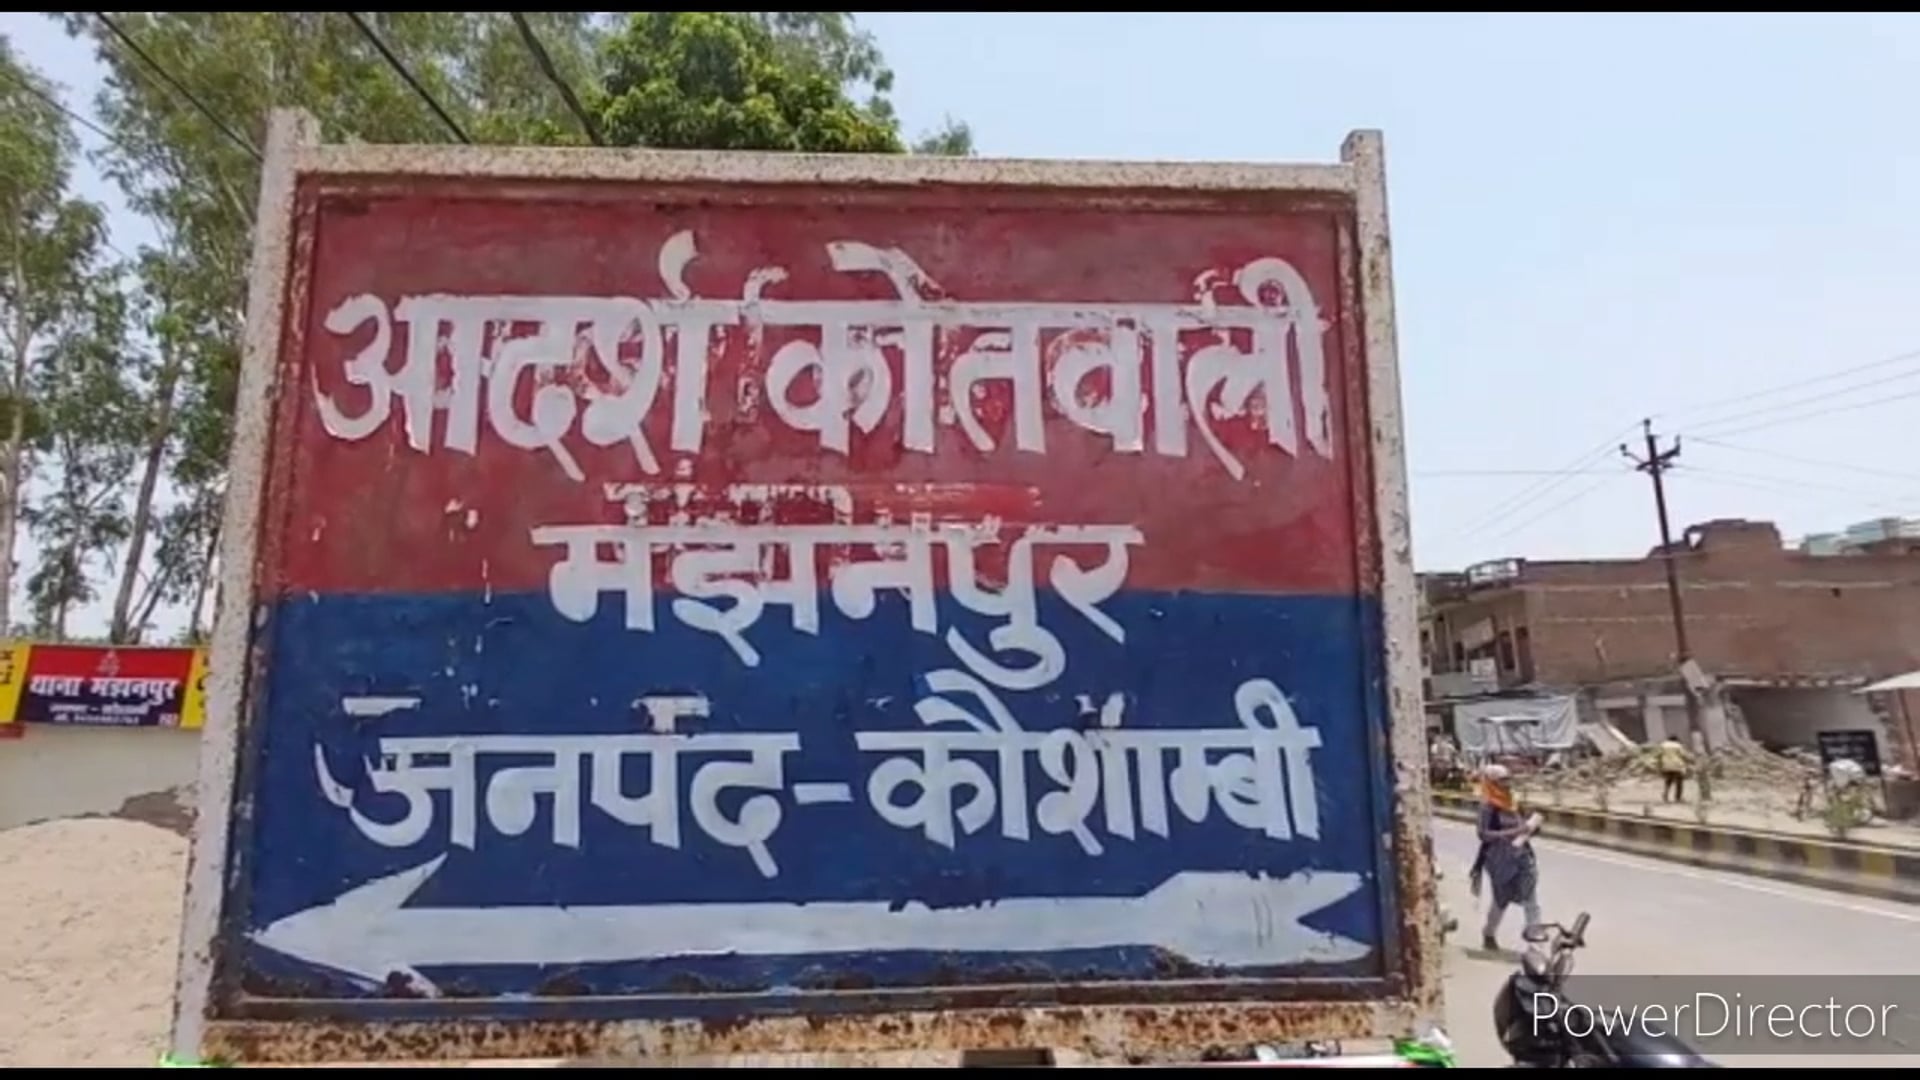 आदर्श कोतवाली
मंझनपुर
जनपद-कौशाम्बी
थाना मंझनपुर
PowerDirector